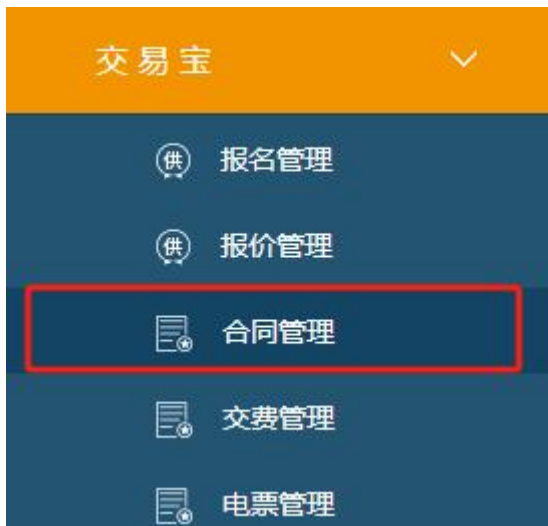 交易宝
供 报名管理
供 报价管理
合同管理
交费管理
电票管理